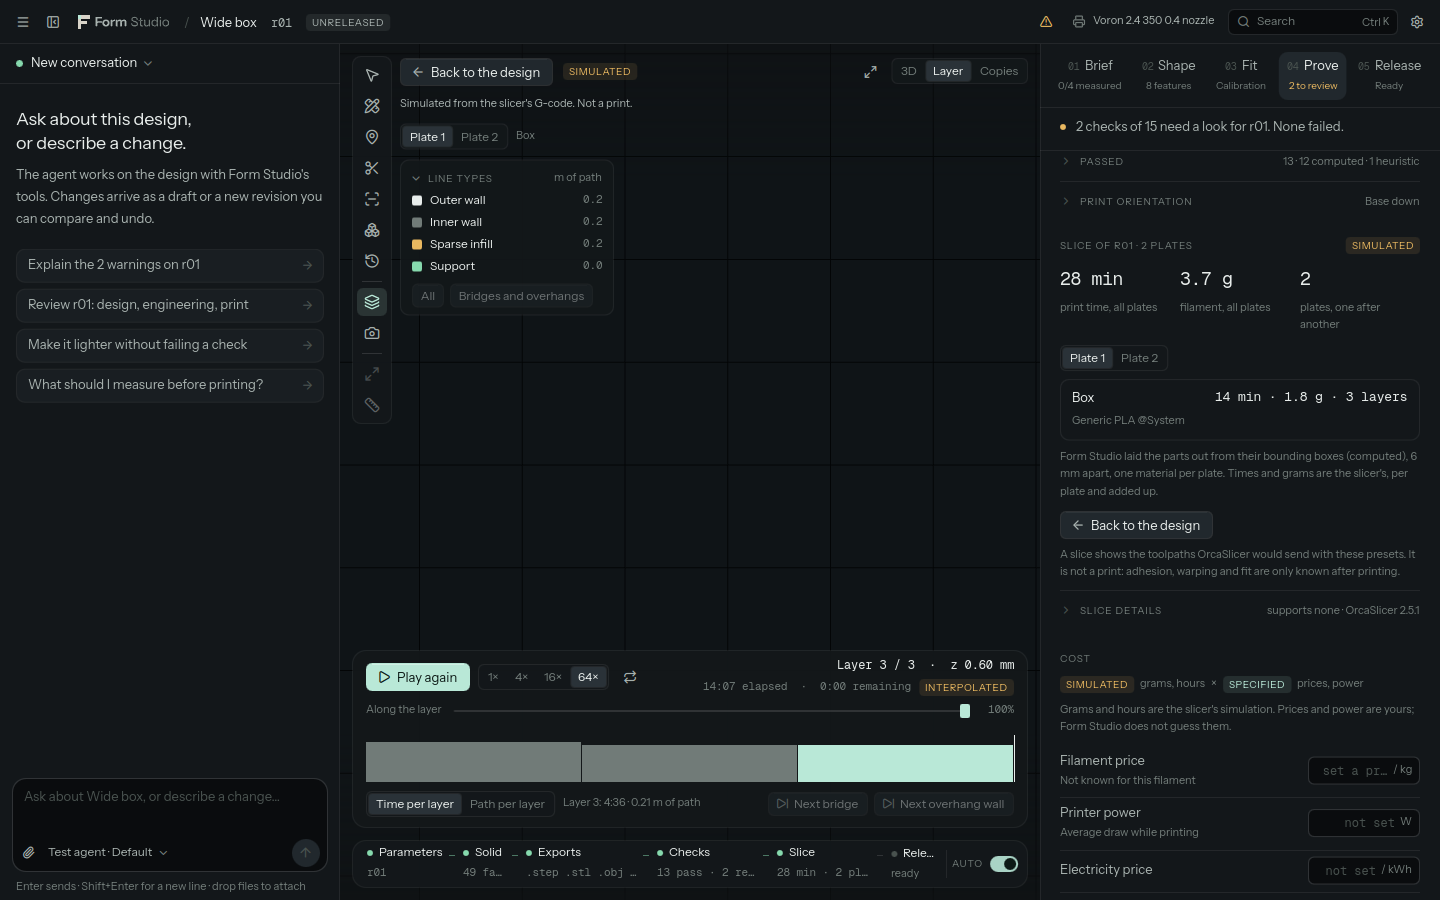 Form Studio / Wide box r01 UNRELEASED
Voron 2.4 350 0.4 nozzle
Search Ctrl K
New conversation
Ask about this design,
or describe a change.
The agent works on the design with Form Studio's
tools. Changes arrive as a draft or a new revision you
can compare and undo.
Explain the 2 warnings on r01
Review r01: design, engineering, print
Make it lighter without failing a check
What should I measure before printing?
Ask about Wide box, or describe a change...
Test agent · Default
Enter sends · Shift+Enter for a new line · drop files to attach
Back to the design SIMULATED
3D Layer Copies
Simulated from the slicer's G-code. Not a print.
Plate 1 Plate 2 Box
LINE TYPES m of path
Outer wall 0.2
Inner wall 0.2
Sparse infill 0.2
Support 0.0
All Bridges and overhangs
Play again 1× 4× 16× 64×
Layer 3 / 3 · z 0.60 mm
14:07 elapsed · 0:00 remaining INTERPOLATED
Along the layer 100%
Time per layer Path per layer Layer 3: 4:36 · 0.21 m of path Next bridge Next overhang wall
Parameters Solid Exports Checks Slice Rele...
r01 49 fa... .step .stl .obj ... 13 pass · 2 re... 28 min · 2 pl... ready
AUTO
01 Brief 02 Shape 03 Fit 04 Prove 05 Release
0/4 measured 8 features Calibration 2 to review Ready
2 checks of 15 need a look for r01. None failed.
PASSED 13 · 12 computed · 1 heuristic
PRINT ORIENTATION Base down
SLICE OF R01 · 2 PLATES SIMULATED
28 min 3.7 g 2
print time, all plates filament, all plates plates, one after
another
Plate 1 Plate 2
Box 14 min · 1.8 g · 3 layers
Generic PLA @System
Form Studio laid the parts out from their bounding boxes (computed), 6
mm apart, one material per plate. Times and grams are the slicer's, per
plate and added up.
Back to the design
A slice shows the toolpaths OrcaSlicer would send with these presets. It
is not a print: adhesion, warping and fit are only known after printing.
SLICE DETAILS supports none · OrcaSlicer 2.5.1
COST
SIMULATED grams, hours × SPECIFIED prices, power
Grams and hours are the slicer's simulation. Prices and power are yours;
Form Studio does not guess them.
Filament price set a pr... / kg
Not known for this filament
Printer power not set W
Average draw while printing
Electricity price not set / kWh